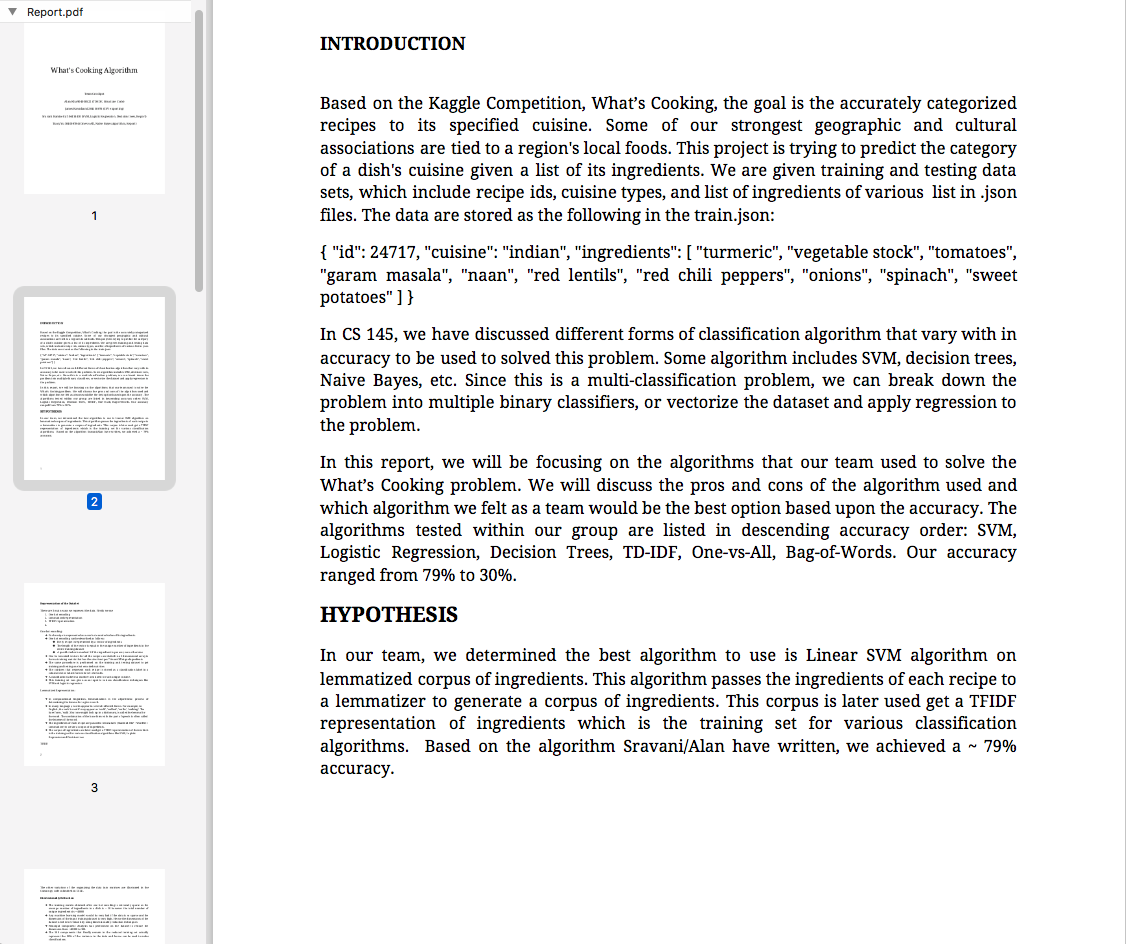 Report.pdf
What's Cooking Algorithm
1
2
3
INTRODUCTION
Based on the Kaggle Competition, What’s Cooking, the goal is the accurately categorized
recipes to its specified cuisine. Some of our strongest geographic and cultural
associations are tied to a region's local foods. This project is trying to predict the category
of a dish's cuisine given a list of its ingredients. We are given training and testing data
sets, which include recipe ids, cuisine types, and list of ingredients of various list in .json
files. The data are stored as the following in the train.json:
{ "id": 24717, "cuisine": "indian", "ingredients": [ "turmeric", "vegetable stock", "tomatoes",
"garam masala", "naan", "red lentils", "red chili peppers", "onions", "spinach", "sweet
potatoes" ] }
In CS 145, we have discussed different forms of classification algorithm that vary with in
accuracy to be used to solved this problem. Some algorithm includes SVM, decision trees,
Naive Bayes, etc. Since this is a multi-classification problem, we can break down the
problem into multiple binary classifiers, or vectorize the dataset and apply regression to
the problem.
In this report, we will be focusing on the algorithms that our team used to solve the
What’s Cooking problem. We will discuss the pros and cons of the algorithm used and
which algorithm we felt as a team would be the best option based upon the accuracy. The
algorithms tested within our group are listed in descending accuracy order: SVM,
Logistic Regression, Decision Trees, TD-IDF, One-vs-All, Bag-of-Words. Our accuracy
ranged from 79% to 30%.
HYPOTHESIS
In our team, we determined the best algorithm to use is Linear SVM algorithm on
lemmatized corpus of ingredients. This algorithm passes the ingredients of each recipe to
a lemmatizer to generate a corpus of ingredients. This corpus is later used get a TFIDF
representation of ingredients which is the training set for various classification
algorithms. Based on the algorithm Sravani/Alan have written, we achieved a ~ 79%
accuracy.